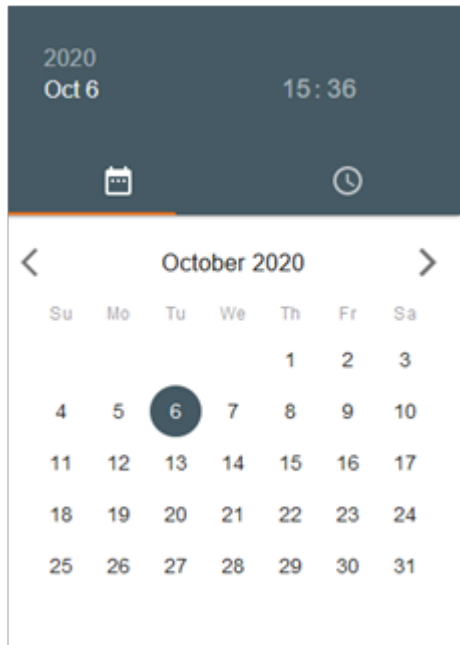 2020
Oct 6 15:36
October 2020
Su Mo Tu We Th Fr Sa
1 2 3
4 5 6 7 8 9 10
11 12 13 14 15 16 17
18 19 20 21 22 23 24
25 26 27 28 29 30 31